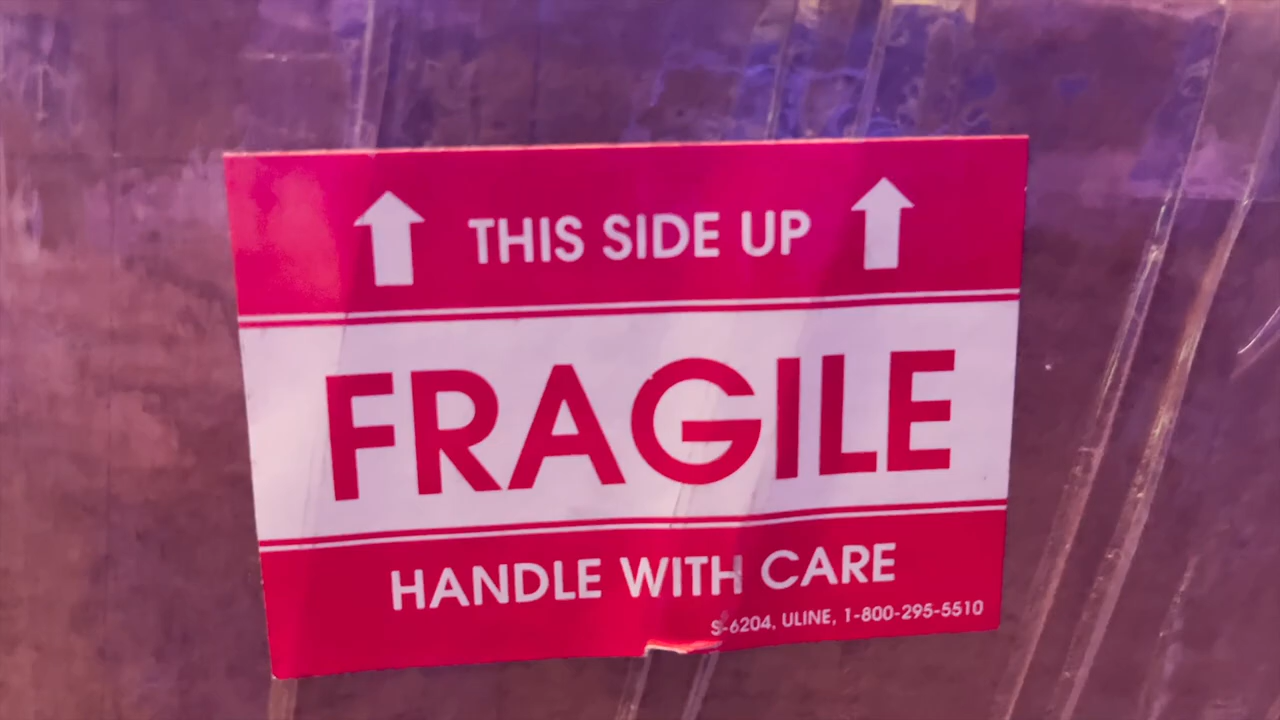 THIS SIDE UP
FRAGILE
HANDLE WITH CARE
S-6204, ULINE, 1-800-295-5510